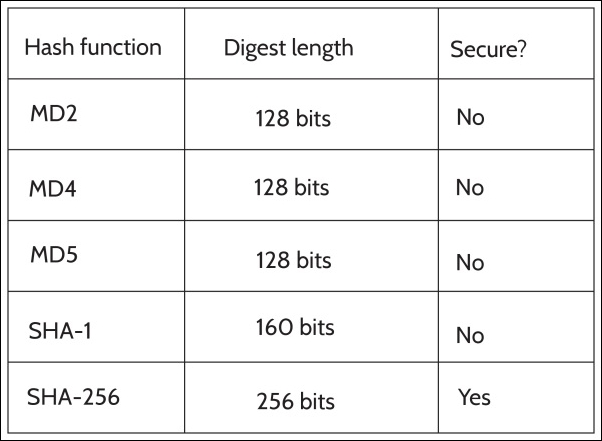 Hash function Digest length Secure?
MD2 128 bits No
MD4 128 bits No
MD5 128 bits No
SHA-1 160 bits No
SHA-256 256 bits Yes